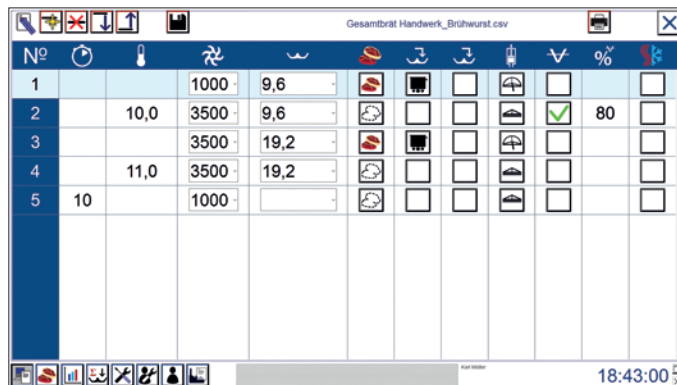 Gesamtbrät Handwerk_Brühwurst.csv
Nº %
1 1000 9,6
2 10,0 3500 9,6 80
3 3500 19,2
4 11,0 3500 19,2
5 10 1000
Karl Müller
18:43:00